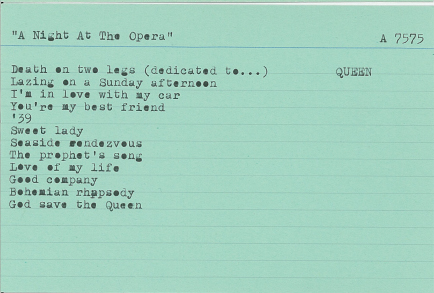 "A Night At The Opera" A 7575
Death on two legs (dedicated to...) QUEEN
Lazing on a Sunday afternoon
I'm in love with my car
You're my best friend
'39
Sweet lady
Seaside rendezvous
The prophet's song
Love of my life
Good company
Bohemian rhapsody
God save the Queen